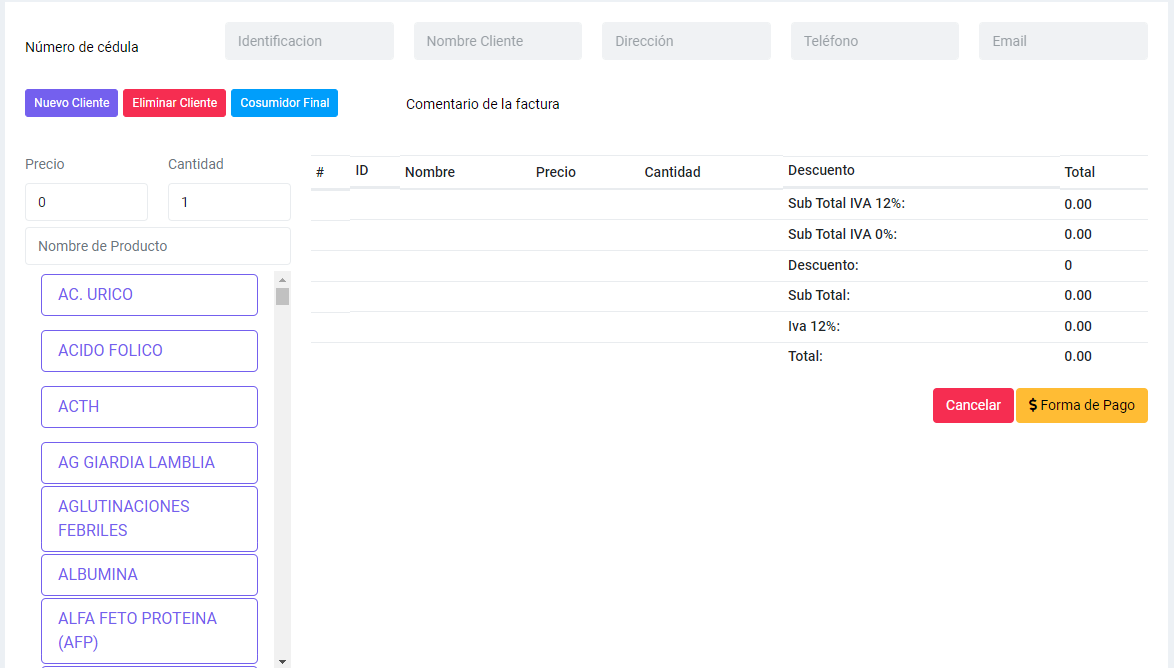 Número de cédula
Identificacion
Nombre Cliente
Dirección
Teléfono
Email
Nuevo Cliente
Eliminar Cliente
Cosumidor Final
Comentario de la factura
Precio
Cantidad
0
1
Nombre de Producto
AC. URICO
ACIDO FOLICO
ACTH
AG GIARDIA LAMBLIA
AGLUTINACIONES
FEBRILES
ALBUMINA
ALFA FETO PROTEINA
(AFP)
# ID Nombre Precio Cantidad Descuento Total
Sub Total IVA 12%: 0.00
Sub Total IVA 0%: 0.00
Descuento: 0
Sub Total: 0.00
Iva 12%: 0.00
Total: 0.00
Cancelar
$ Forma de Pago